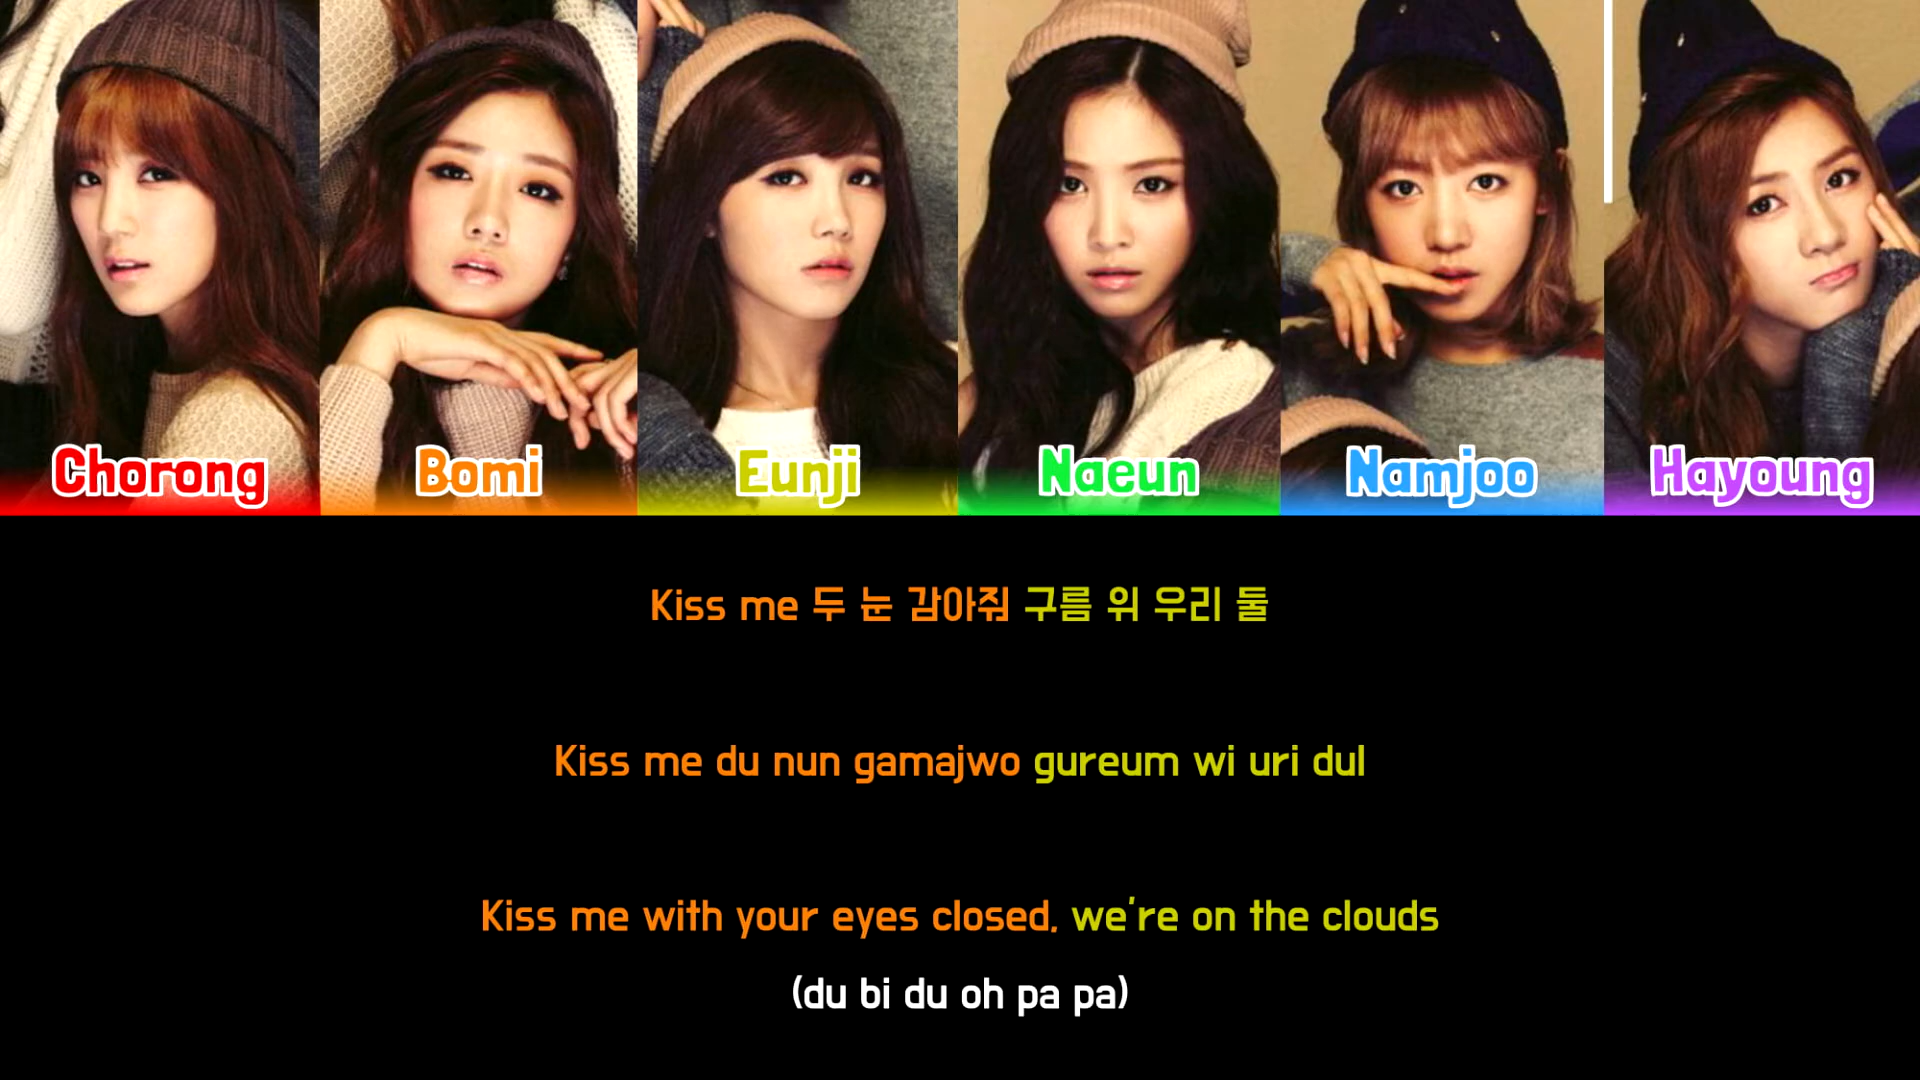 Chorong Bomi Eunji Naeun Namjoo Hayoung
Kiss me 두 눈 감아줘 구름 위 우리 둘
Kiss me du nun gamajwo gureum wi uri dul
Kiss me with your eyes closed, we're on the clouds
(du bi du oh pa pa)